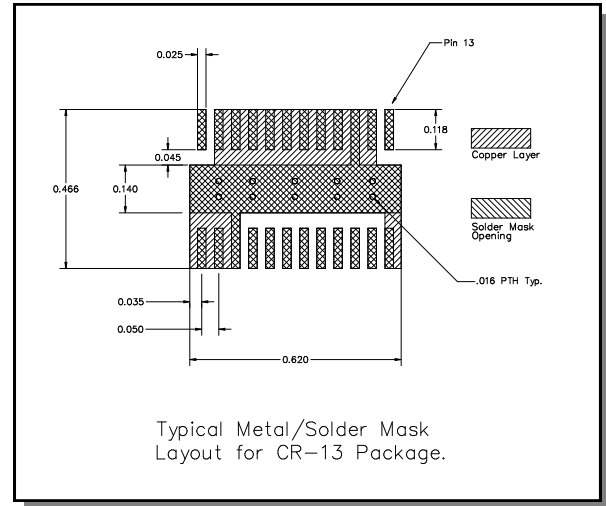 Pin 13
0.025
0.118
Copper Layer
0.045
0.466
0.140
Solder Mask
Opening
.016 PTH Typ.
0.035
0.050
0.620
Typical Metal/Solder Mask
Layout for CR-13 Package.